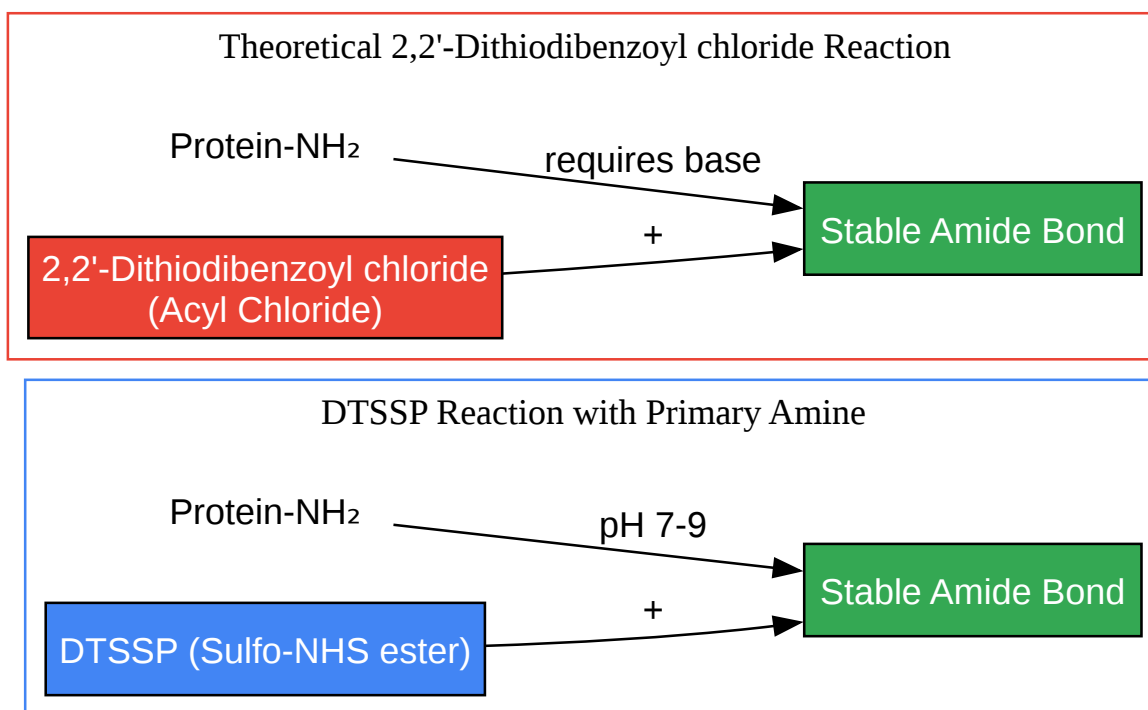 Theoretical 2,2'-Dithiodibenzoyl chloride Reaction
Protein-NH₂
requires base
Stable Amide Bond
+
2,2'-Dithiodibenzoyl chloride
(Acyl Chloride)
DTSSP Reaction with Primary Amine
Protein-NH₂
pH 7-9
Stable Amide Bond
+
DTSSP (Sulfo-NHS ester)